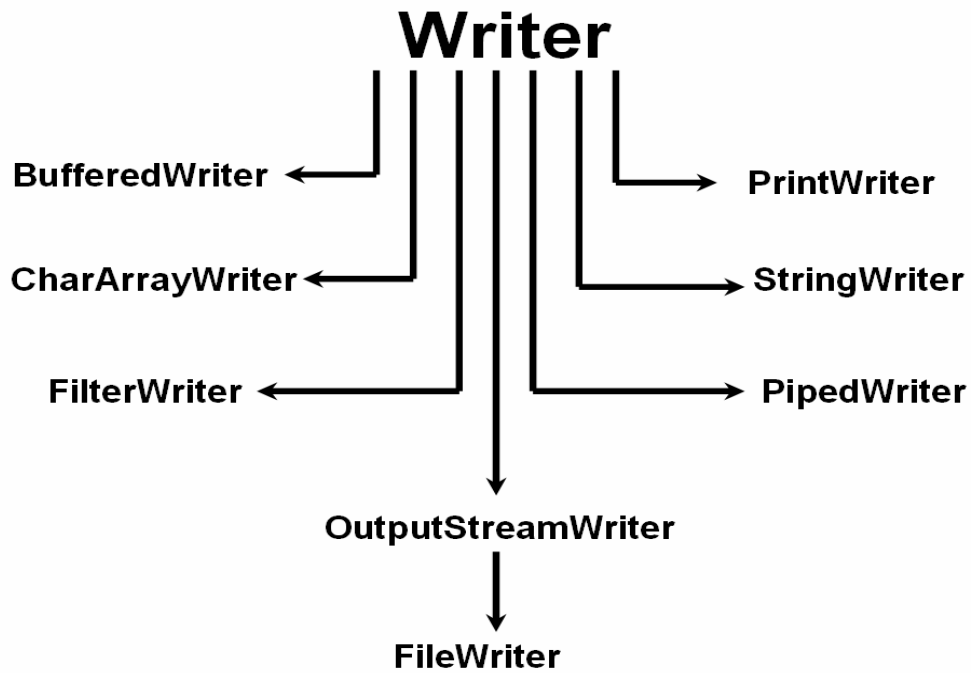 Writer
BufferedWriter
PrintWriter
CharArrayWriter
StringWriter
FilterWriter
PipedWriter
OutputStreamWriter
FileWriter